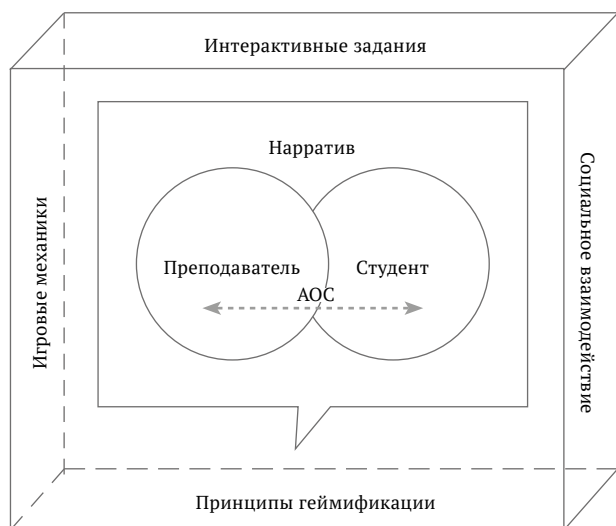 Интерактивные задания
Нарратив
Игровые механики
Преподаватель
Студент
АОС
Социальное взаимодействие
Принципы геймификации